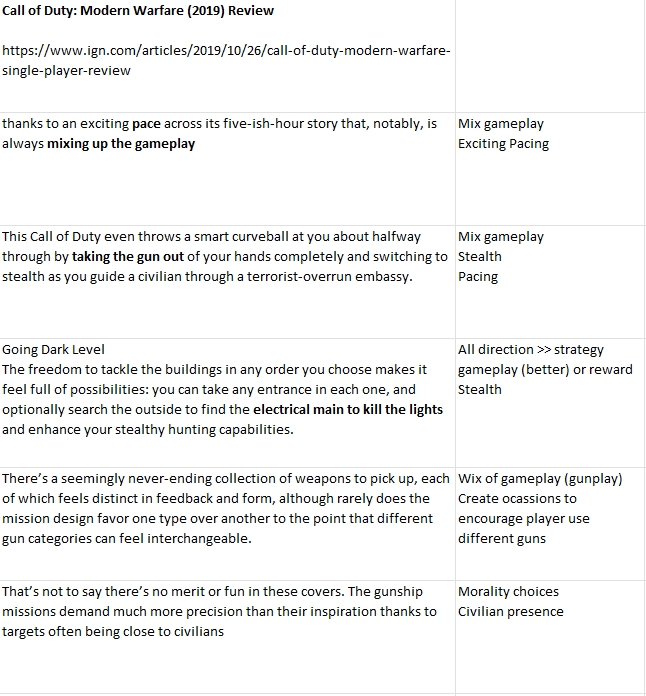 Call of Duty: Modern Warfare (2019) Review
https://www.ign.com/articles/2019/10/26/call-of-duty-modern-warfare-
single-player-review
thanks to an exciting pace across its five-ish-hour story that, notably, is
always mixing up the gameplay
Mix gameplay
Exciting Pacing
This Call of Duty even throws a smart curveball at you about halfway
through by taking the gun out of your hands completely and switching to
stealth as you guide a civilian through a terrorist-overrun embassy.
Mix gameplay
Stealth
Pacing
Going Dark Level
The freedom to tackle the buildings in any order you choose makes it
feel full of possibilities: you can take any entrance in each one, and
optionally search the outside to find the electrical main to kill the lights
and enhance your stealthy hunting capabilities.
All direction >> strategy
gameplay (better) or reward
Stealth
There's a seemingly never-ending collection of weapons to pick up, each
of which feels distinct in feedback and form, although rarely does the
mission design favor one type over another to the point that different
gun categories can feel interchangeable.
Wix of gameplay (gunplay)
Create ocassions to
encourage player use
different guns
That's not to say there's no merit or fun in these covers. The gunship
missions demand much more precision than their inspiration thanks to
targets often being close to civilians
Morality choices
Civilian presence